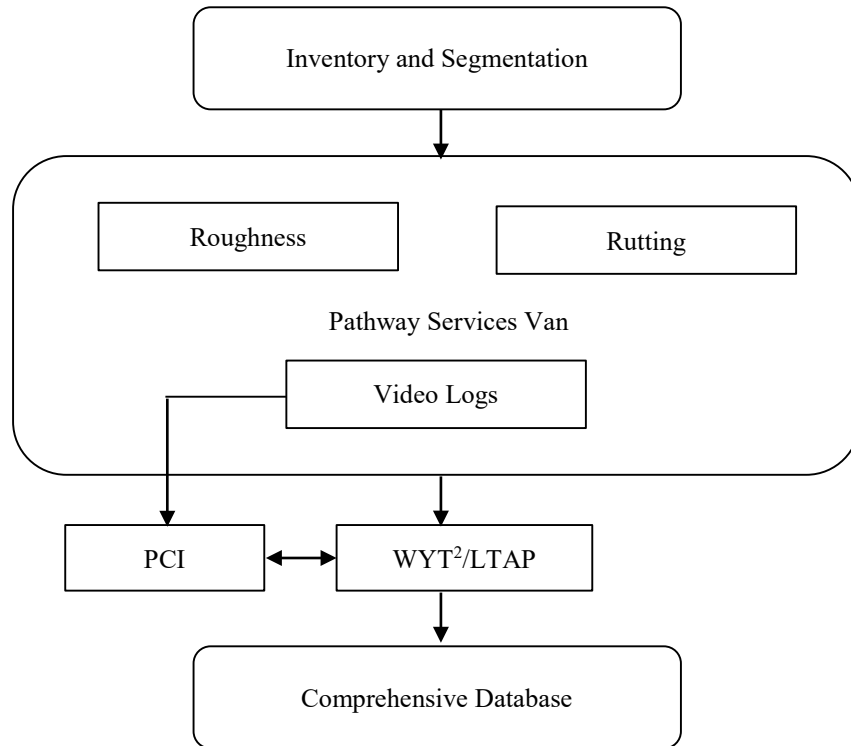 Inventory and Segmentation
Roughness
Rutting
Pathway Services Van
Video Logs
PCI
WYT²/LTAP
Comprehensive Database